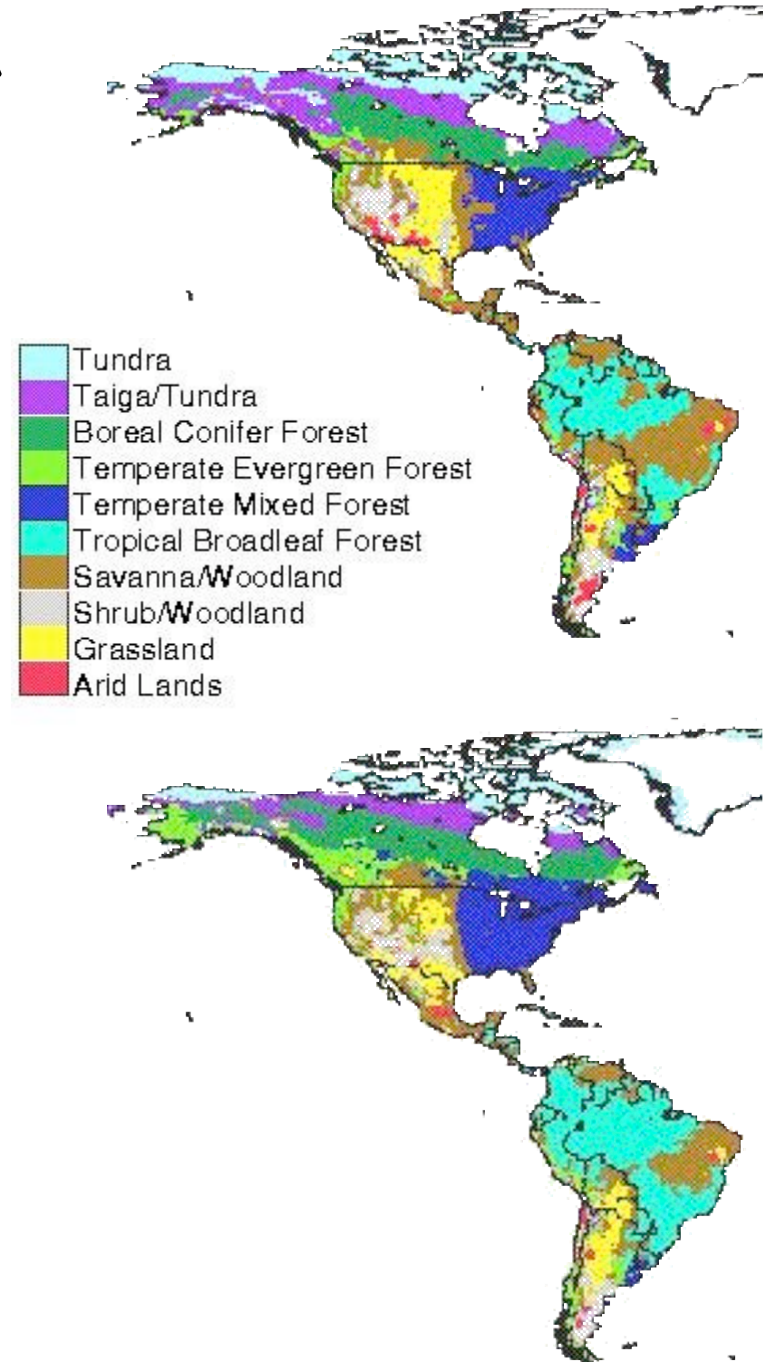 Tundra
Taiga/Tundra
Boreal Conifer Forest
Temperate Evergreen Forest
Temperate Mixed Forest
Tropical Broadleaf Forest
Savanna/Woodland
Shrub/Woodland
Grassland
Arid Lands